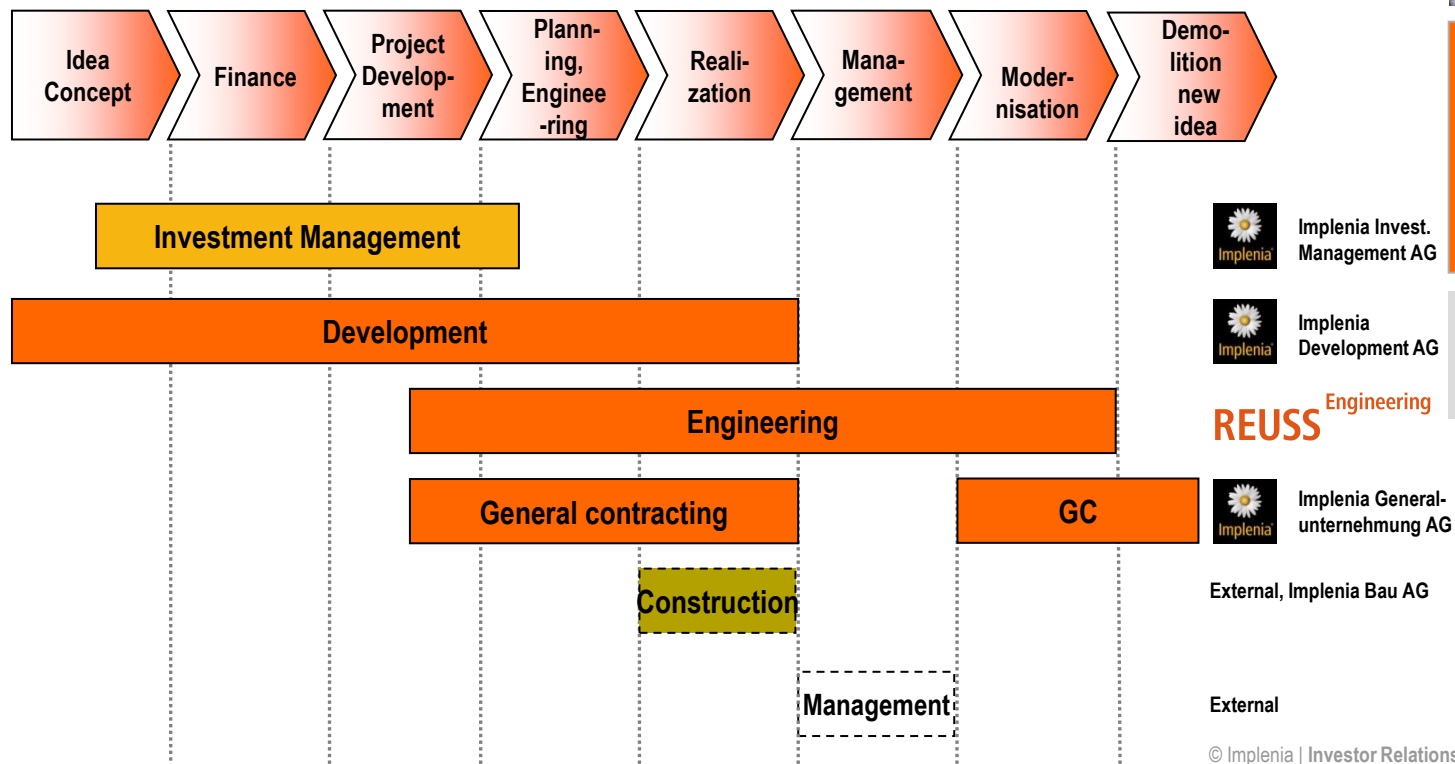 Idea
Concept
Finance
Project
Develop-
ment
Plann-
ing,
Enginee
-ring
Reali-
zation
Mana-
gement
Moder-
nisation
Demo-
lition
new
idea
Investment Management
Implenia
Implenia Invest.
Management AG
Development
Implenia
Implenia
Development AG
Engineering
REUSS Engineering
General contracting
GC
Implenia
Implenia General-
unternehmung AG
Construction
External, Implenia Bau AG
Management
External
© Implenia | Investor Relations